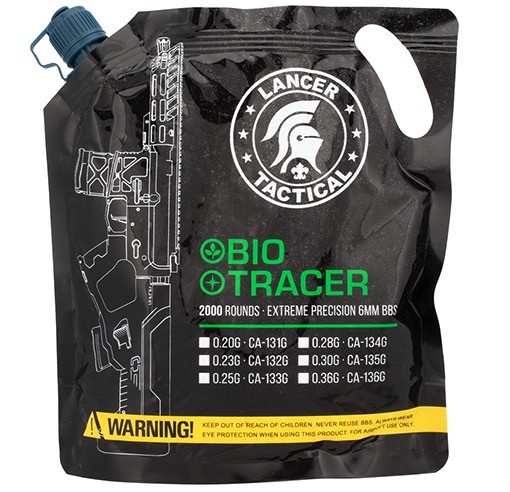 LANCER
TACTICAL
BIO
TRACER
2000 ROUNDS · EXTREME PRECISION 6MM BBS
0.20G · CA-131G
0.28G · CA-134G
0.23G · CA-132G
0.30G · CA-135G
0.25G · CA-133G
0.36G · CA-136G
WARNING!
KEEP OUT OF REACH OF CHILDREN. NEVER REUSE BBS. ALWAYS WEAR
EYE PROTECTION WHEN USING THIS PRODUCT. FOR AIRSOFT USE ONLY.